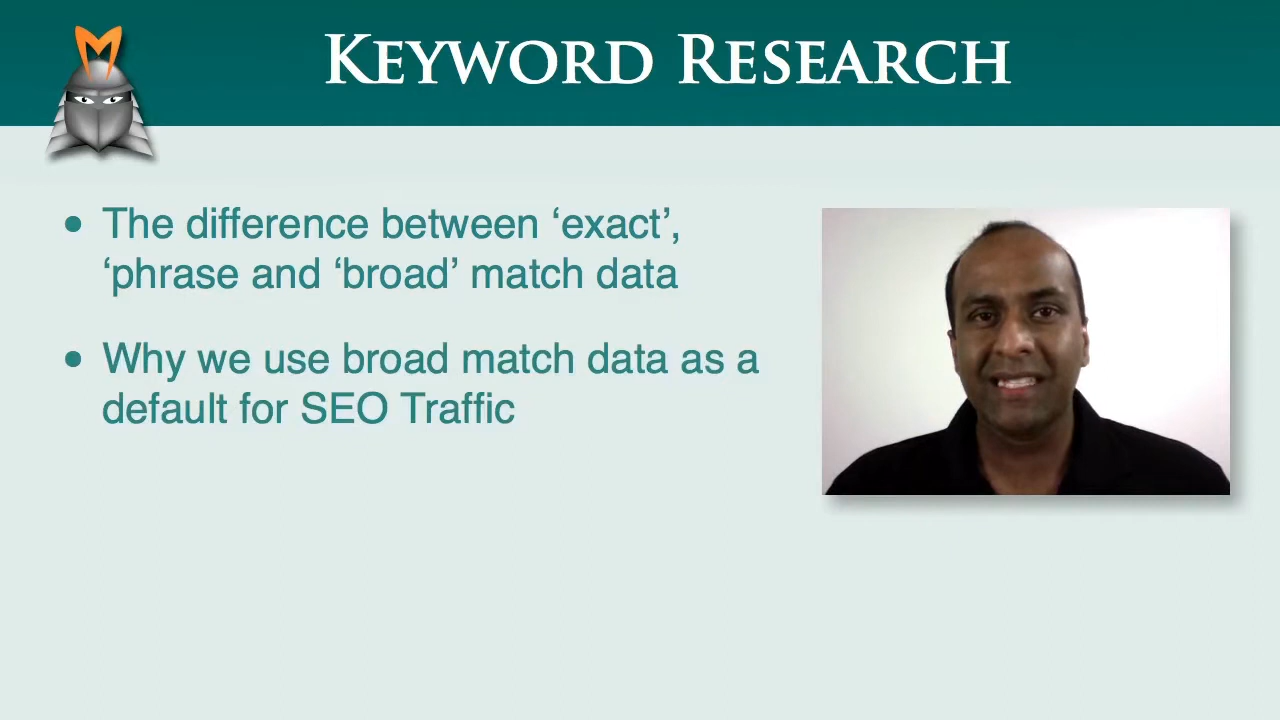 KEYWORD RESEARCH
• The difference between ‘exact’,
‘phrase and ‘broad’ match data
• Why we use broad match data as a
default for SEO Traffic